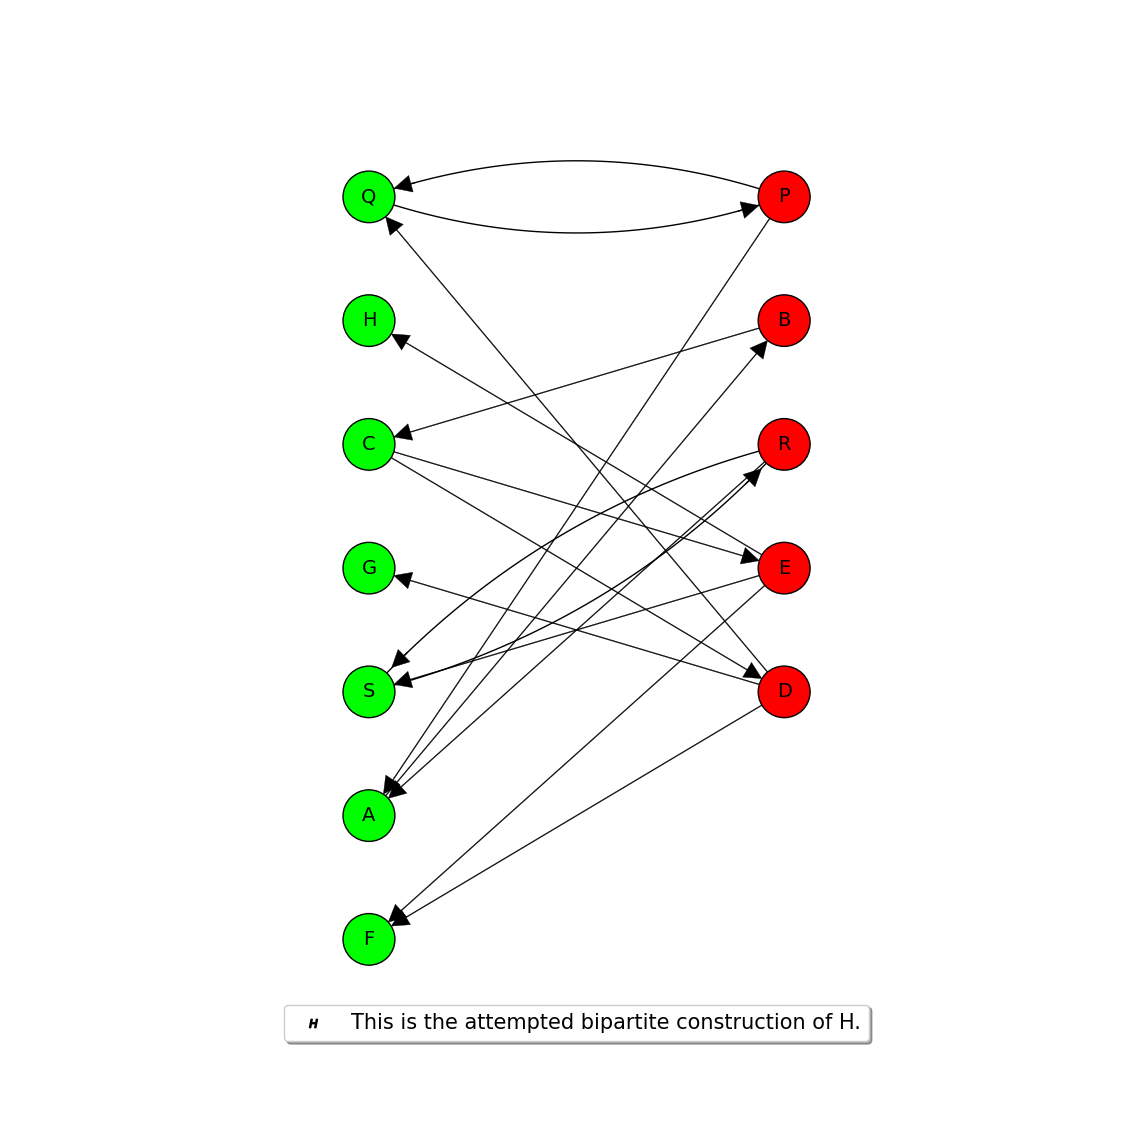 Q P
H B
C R
G E
S D
A
F
H This is the attempted bipartite construction of H.